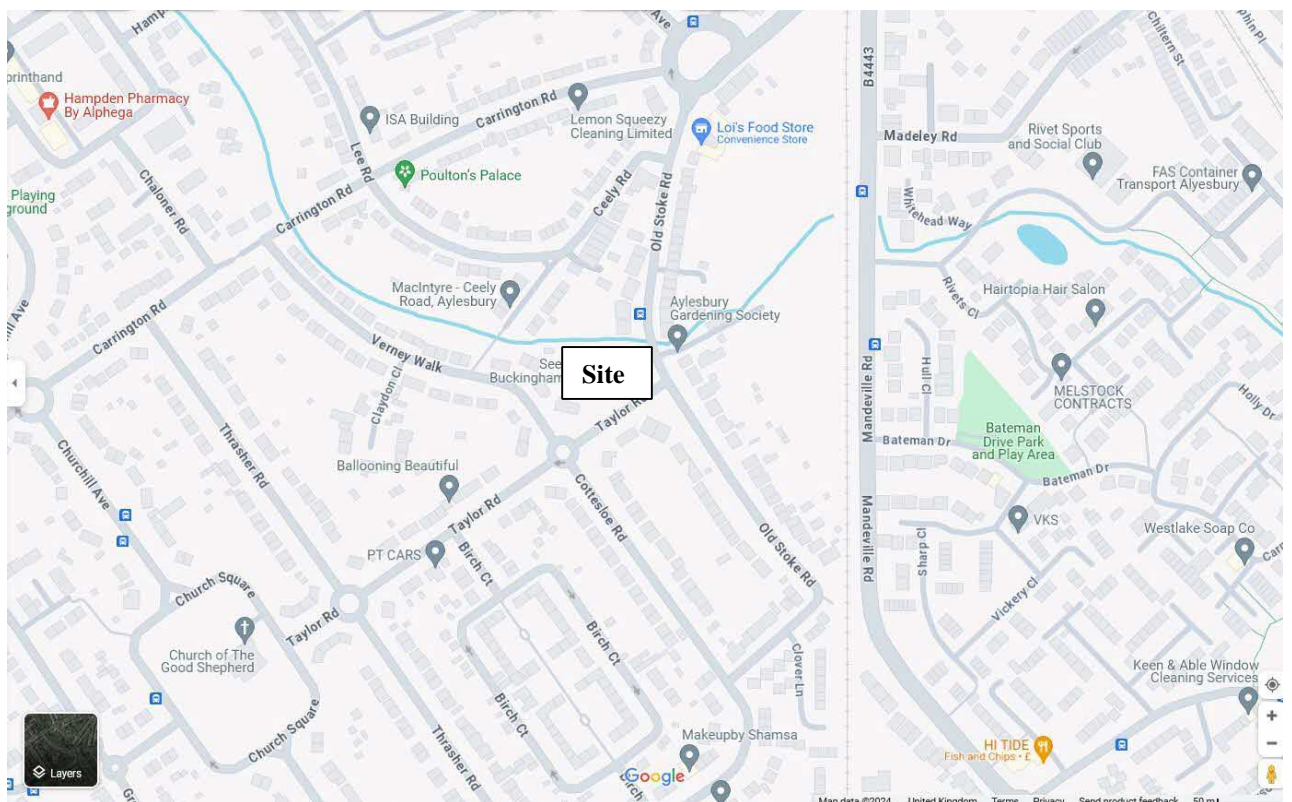 Hamp
Ave
B4443
Chiltern St
phin Pl
printhand
Hampden Pharmacy
By Alphega
ISA Building
Carrington Rd
Lemon Squeezy
Cleaning Limited
Loi's Food Store
Convenience Store
Madeley Rd
Rivet Sports
and Social Club
FAS Container
Transport Alyesbury
Lee Rd
Poulton's Palace
Chaloner Rd
Playing
ground
Carrington Rd
Ceely Rd
Old Stoke Rd
Whitehead Way
MacIntyre - Ceely
Road, Aylesbury
Aylesbury
Gardening Society
Rivets Cl
Hairtopia Hair Salon
Carrington Rd
ll Ave
Verney Walk
Claydon Cl
See
Buckingham
Site
Taylor Rd
Mandeville Rd
Hull Cl
MELSTOCK
CONTRACTS
Holly Dr
Bateman Dr
Bateman
Drive Park
and Play Area
Bateman Dr
Churchill Ave
Thrasher Rd
Ballooning Beautiful
Taylor Rd
Cottesloe Rd
Mandeville Rd
VKS
Westlake Soap Co
Carr
PT CARS
Birch Ct
Old Stoke Rd
Sharp Cl
Vickery Cl
Church Square
Taylor Rd
Birch Ct
Church of The
Good Shepherd
Clover Ln
Keen & Able Window
Cleaning Services
Birch Ct
Church Square
Thrasher Rd
Makeupby Shamsa
HI TIDE
Fish and Chips • £
Layers
Google
Map data ©2024 United Kingdom Terms Privacy Send product feedback 50 m